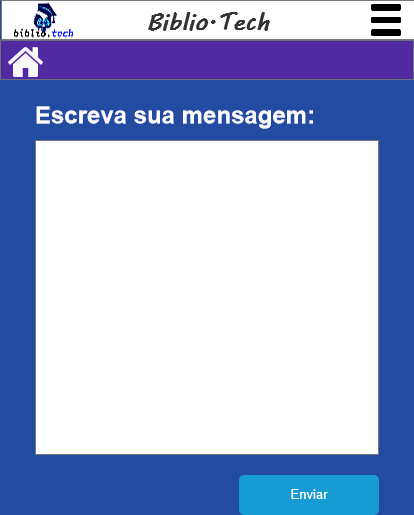 biblio.tech
Biblio·Tech
Escreva sua mensagem:
Enviar